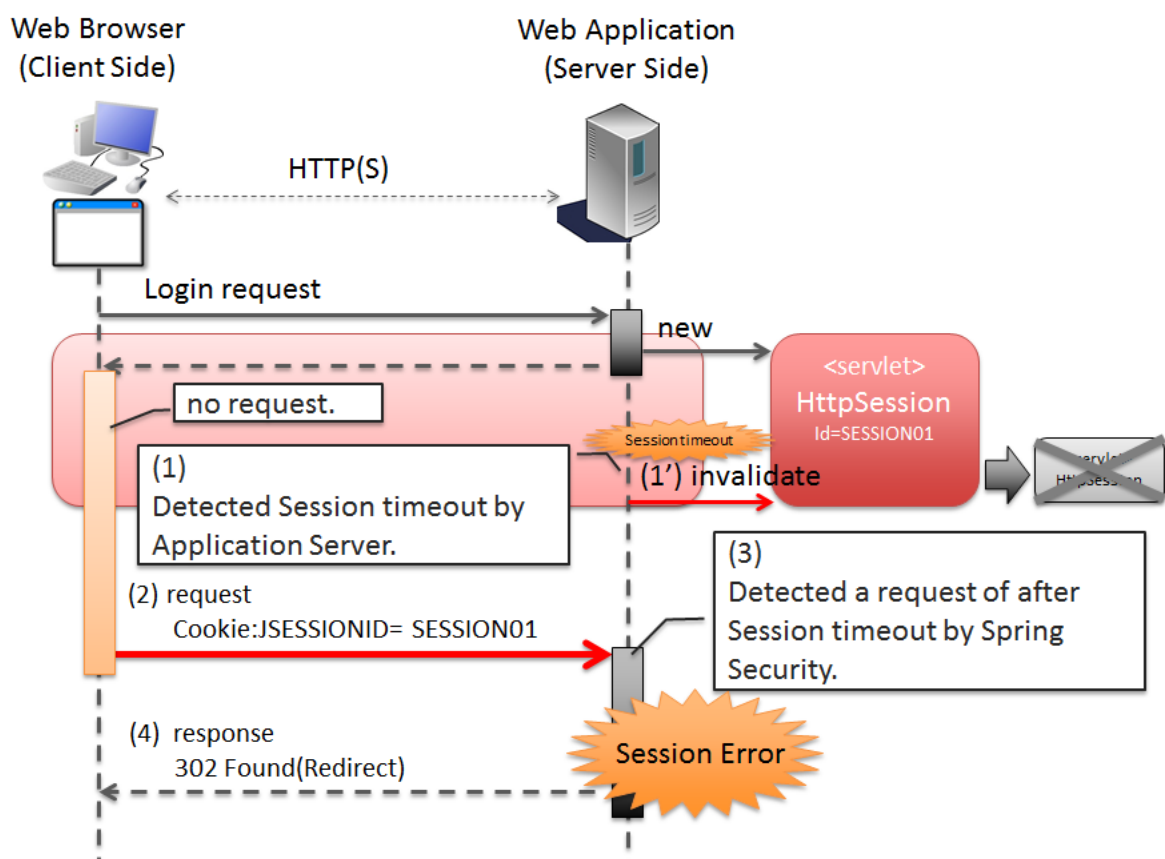 Web Browser
(Client Side)
Web Application
(Server Side)
HTTP(S)
Login request
new
<servlet>
HttpSession
Id=SESSION01
no request.
Session timeout
(1)
Detected Session timeout by
Application Server.
(1’) invalidate
HttpSession
(2) request
Cookie:JSESSIONID= SESSION01
(3)
Detected a request of after
Session timeout by Spring
Security.
Session Error
(4) response
302 Found(Redirect)